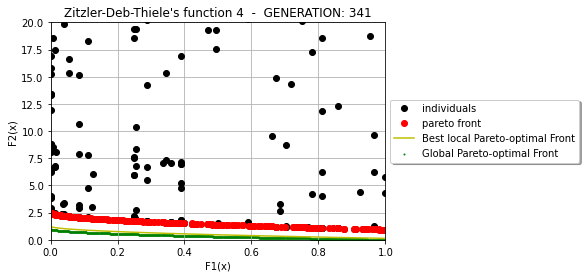 Zitzler-Deb-Thiele's function 4 - GENERATION: 341
20.0
17.5
15.0
12.5
10.0
7.5
5.0
2.5
0.0
F2(x)
0.0 0.2 0.4 0.6 0.8 1.0
F1(x)
individuals
pareto front
Best local Pareto-optimal Front
Global Pareto-optimal Front